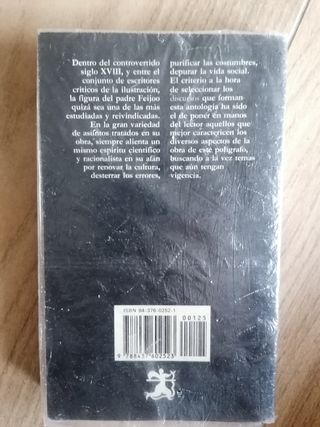 Dentro del controvertido
siglo XVIII, y entre el
conjunto de escritores
críticos de la ilustración,
la figura del padre Feijoo
quizá sea una de las más
estudiadas y reivindicadas.
En la gran variedad
de asuntos tratados en su
obra, siempre alienta un
mismo espíritu científico
y racionalista en su afán
por renovar la cultura,
desterrar los errores,
purificar las costumbres,
depurar la vida social.
El criterio a la hora
de seleccionar los
discursos que forman
esta antología ha sido
el de poner en manos
del lector aquellos que
mejor caractericen los
diversos aspectos de la
obra de este polígrafo,
buscando a la vez temas
que aún tengan
vigencia.
ISBN 84-376-0252-1
00125
9 788437 602523